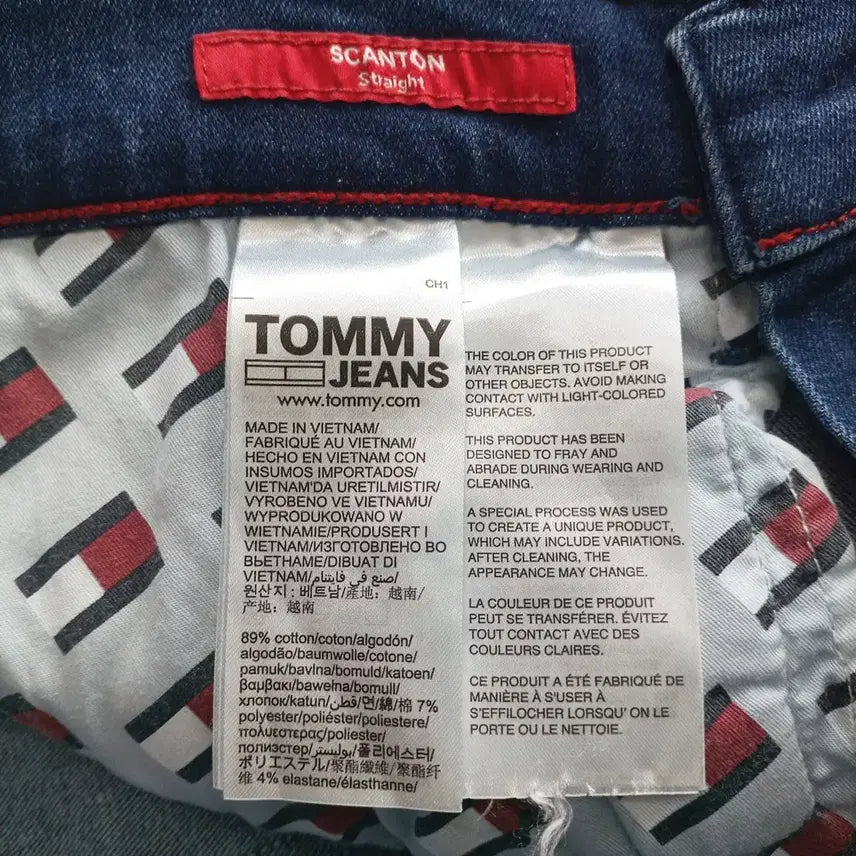 SCANTON
Straight
CH1
TOMMY
JEANS
www.tommy.com
MADE IN VIETNAM/
FABRIQUÉ AU VIETNAM/
HECHO EN VIETNAM CON
INSUMOS IMPORTADOS/
VIETNAM'DA URETILMISTIR/
VYROBENO VE VIETNAMU/
WYPRODUKOWANO W
WIETNAMIE/PRODUSERT I
VIETNAM/ИЗГОТОВЛЕНО ВО
ВЬЕТНАМЕ/DIBUAT DI
VIETNAM/صنع في فايتنام/
원산지 : 베트남/產地：越南/
产地：越南
89% cotton/coton/algodón/
algodão/baumwolle/cotone/
pamuk/bavlna/bomuld/katoen/
βαμβακι/bawełna/bomull/
хлопок/katun/قطن/면/綿/棉 7%
polyester/poliéster/poliestere/
πολυεστερας/poliester/
полиэстер/بوليستر/폴리에스터/
ポリエステル/聚酯纖維/聚酯纤
维 4% elastane/élasthanne/
THE COLOR OF THIS PRODUCT
MAY TRANSFER TO ITSELF OR
OTHER OBJECTS. AVOID MAKING
CONTACT WITH LIGHT-COLORED
SURFACES.
THIS PRODUCT HAS BEEN
DESIGNED TO FRAY AND
ABRADE DURING WEARING AND
CLEANING.
A SPECIAL PROCESS WAS USED
TO CREATE A UNIQUE PRODUCT,
WHICH MAY INCLUDE VARIATIONS.
AFTER CLEANING, THE
APPEARANCE MAY CHANGE.
LA COULEUR DE CE PRODUIT
PEUT SE TRANSFÉRER. ÉVITEZ
TOUT CONTACT AVEC DES
COULEURS CLAIRES.
CE PRODUIT A ÉTÉ FABRIQUÉ DE
MANIÈRE À S'USER À
S'EFFILOCHER LORSQU' ON LE
PORTE OU LE NETTOIE.